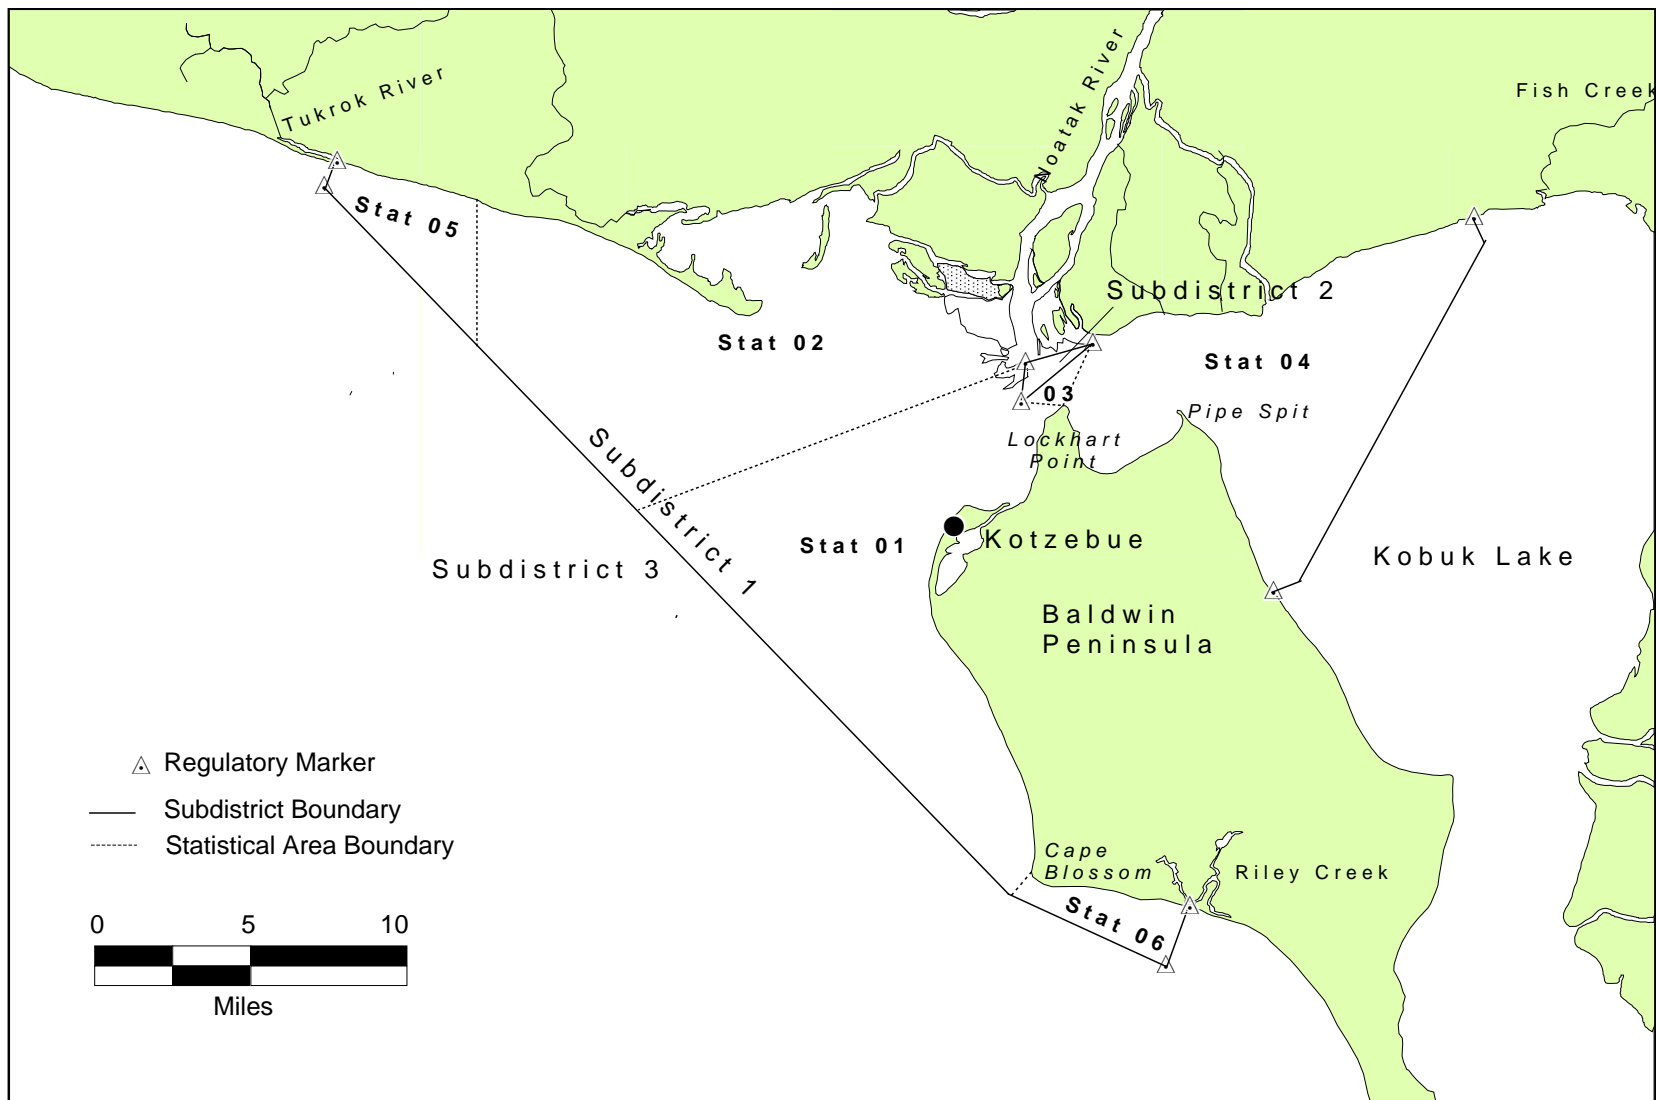 Noatak River
Fish Creek
Tukrok River
Stat 05
Subdistrict 2
Stat 02
Stat 04
03
Pipe Spit
Lockhart
Point
Subdistrict 1
Kotzebue
Stat 01
Kobuk Lake
Subdistrict 3
Baldwin
Peninsula
Regulatory Marker
Subdistrict Boundary
Statistical Area Boundary
Cape
Blossom
Riley Creek
Stat 06
0 5 10
Miles